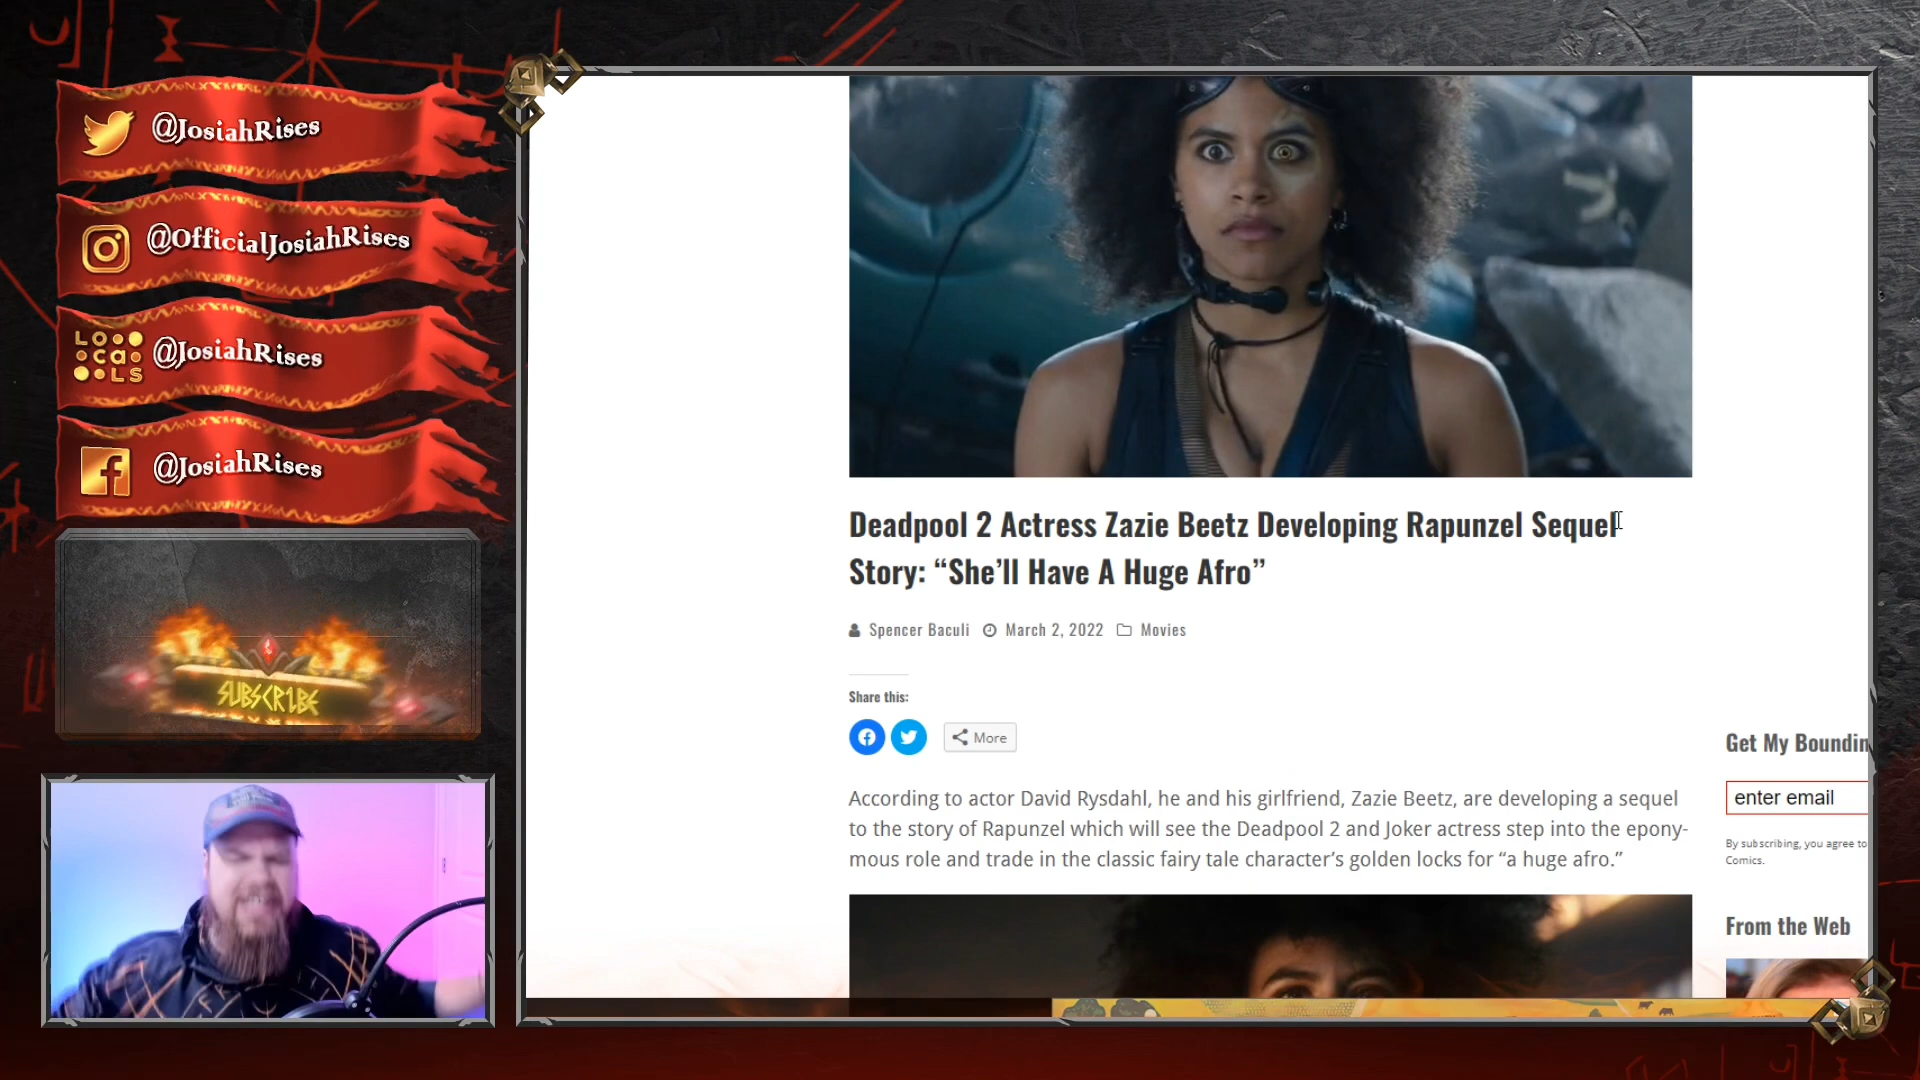 @JosiahRises
@OfficialJosiahRises
LOCALS
@JosiahRises
@JosiahRises
SUBSCRIBE
Deadpool 2 Actress Zazie Beetz Developing Rapunzel Sequel
Story: “She’ll Have A Huge Afro”
Spencer Baculi March 2, 2022 Movies
Share this:
More
According to actor David Rysdahl, he and his girlfriend, Zazie Beetz, are developing a sequel
to the story of Rapunzel which will see the Deadpool 2 and Joker actress step into the epony-
mous role and trade in the classic fairy tale character’s golden locks for “a huge afro.”
Get My Boundin
enter email
By subscribing, you agree to
Comics.
From the Web